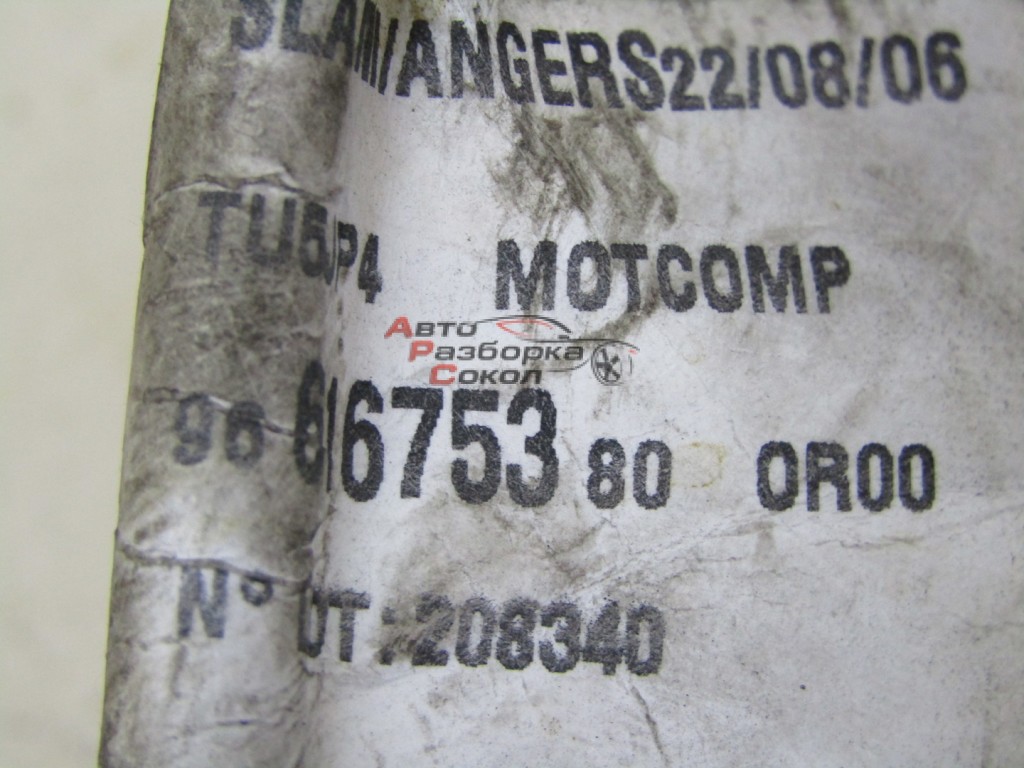 SLAM/ANGERS22/08/06
TU5JP4 MOTCOMP
Авто
Разборка
Сокол
96 616753 80 0R00
N° OT:208340